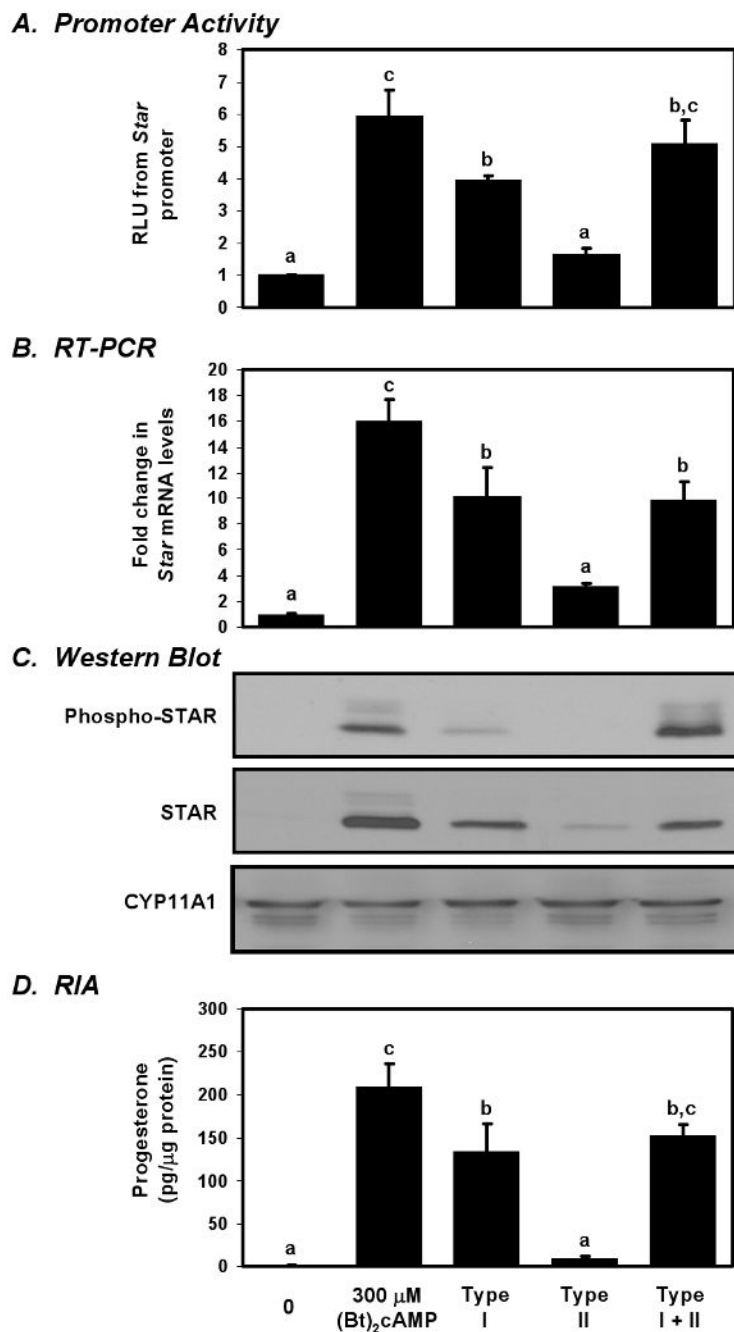 A. Promoter Activity
RLU from Star
promoter
8
7
6
5
4
3
2
1
0
a
c
b
a
b,c
B. RT-PCR
Fold change in
Star mRNA levels
20
18
16
14
12
10
8
6
4
2
0
a
c
b
a
b
C. Western Blot
Phospho-STAR
STAR
CYP11A1
D. RIA
Progesterone
(pg/μg protein)
300
250
200
150
100
50
0
a
c
b
a
b,c
0
300 μM
(Bt)₂cAMP
Type
I
Type
II
Type
I + II